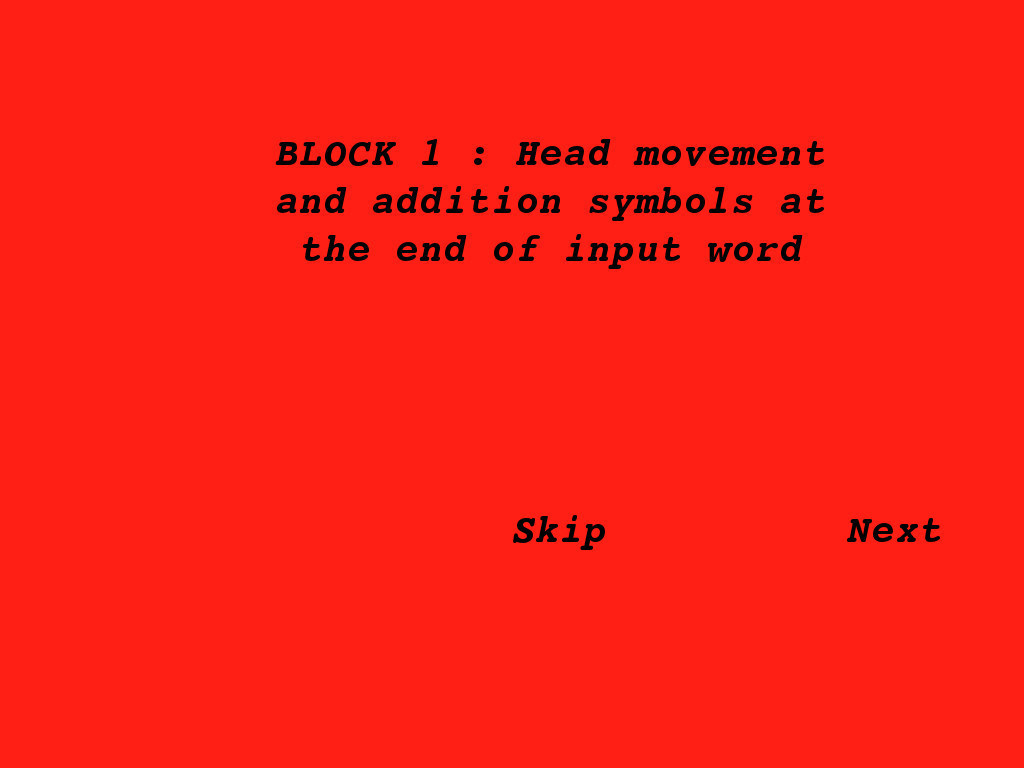 BLOCK 1 : Head movement
and addition symbols at
the end of input word
Skip Next